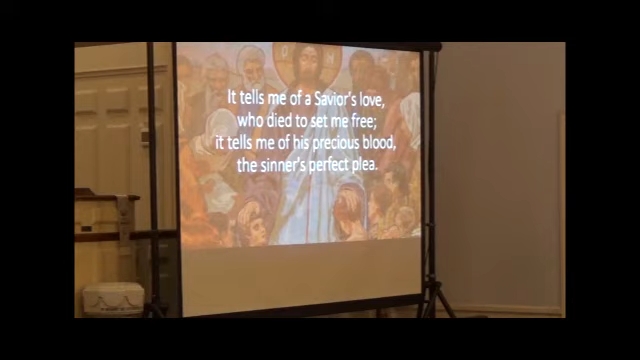 It tells me of a Savior's love,
who died to set me free;
it tells me of his precious blood,
the sinner's perfect plea.